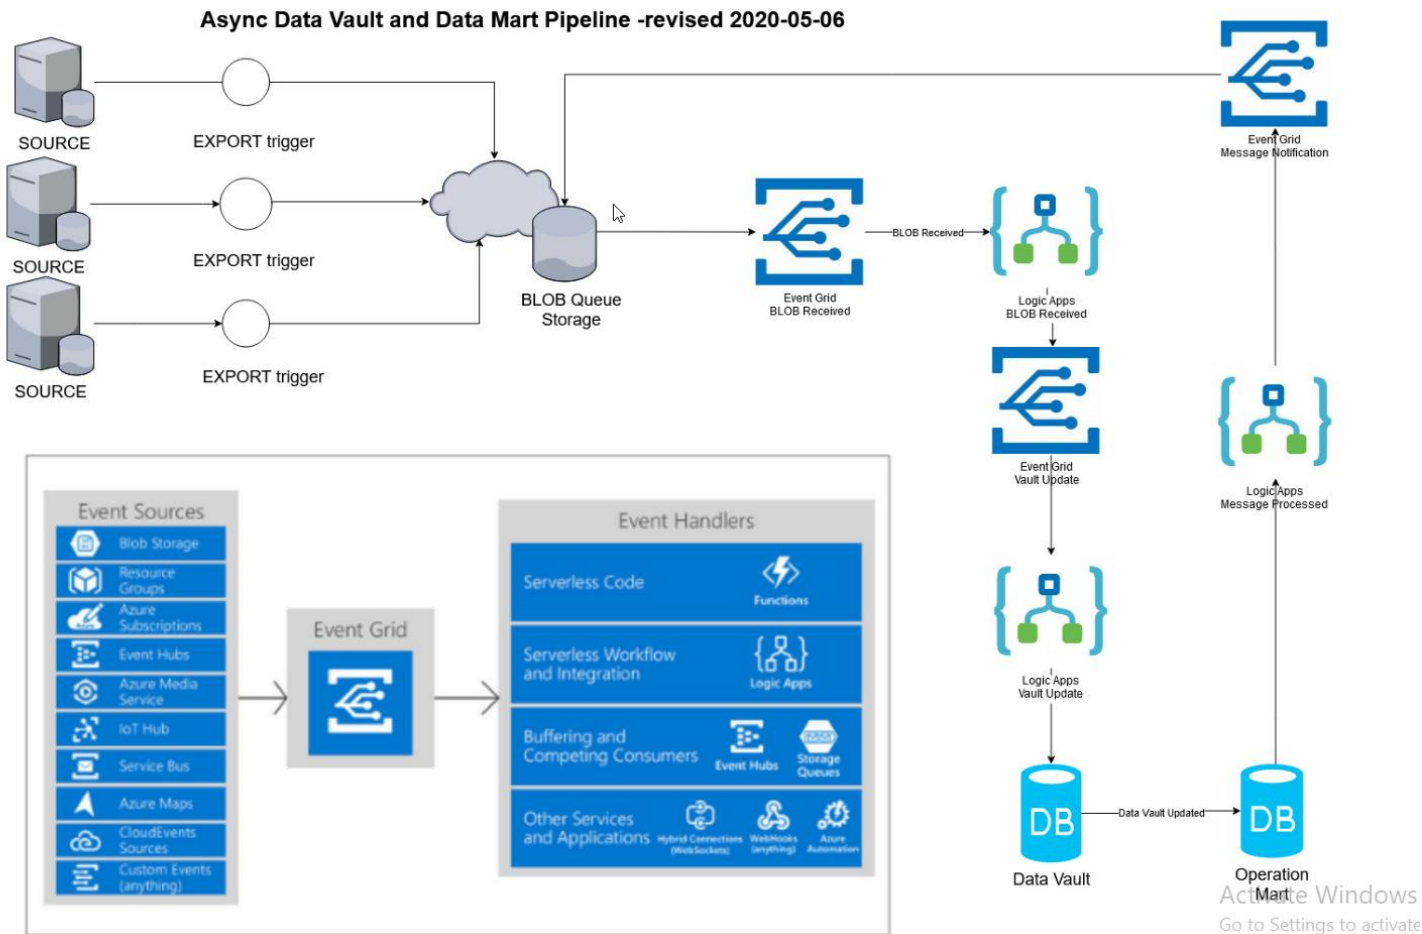 Async Data Vault and Data Mart Pipeline -revised 2020-05-06
SOURCE
EXPORT trigger
SOURCE
EXPORT trigger
SOURCE
EXPORT trigger
BLOB Queue
Storage
Event Grid
BLOB Received
BLOB Received
Logic Apps
BLOB Received
Event Grid
Message Notification
Event Grid
Vault Update
Logic Apps
Message Processed
Logic Apps
Vault Update
DB
Data Vault
Data Vault Updated
DB
Operation
Mart
Event Sources
Blob Storage
Resource
Groups
Azure
Subscriptions
Event Hubs
Azure Media
Service
IoT Hub
Service Bus
Azure Maps
CloudEvents
Sources
Custom Events
(anything)
Event Grid
Event Handlers
Serverless Code
Functions
Serverless Workflow
and Integration
Logic Apps
Buffering and
Competing Consumers
Event Hubs
Storage
Queues
Other Services
and Applications
Hybrid Connections
(WebSockets)
WebHooks
(anything)
Azure
Automation
Activate Windows
Go to Settings to activate